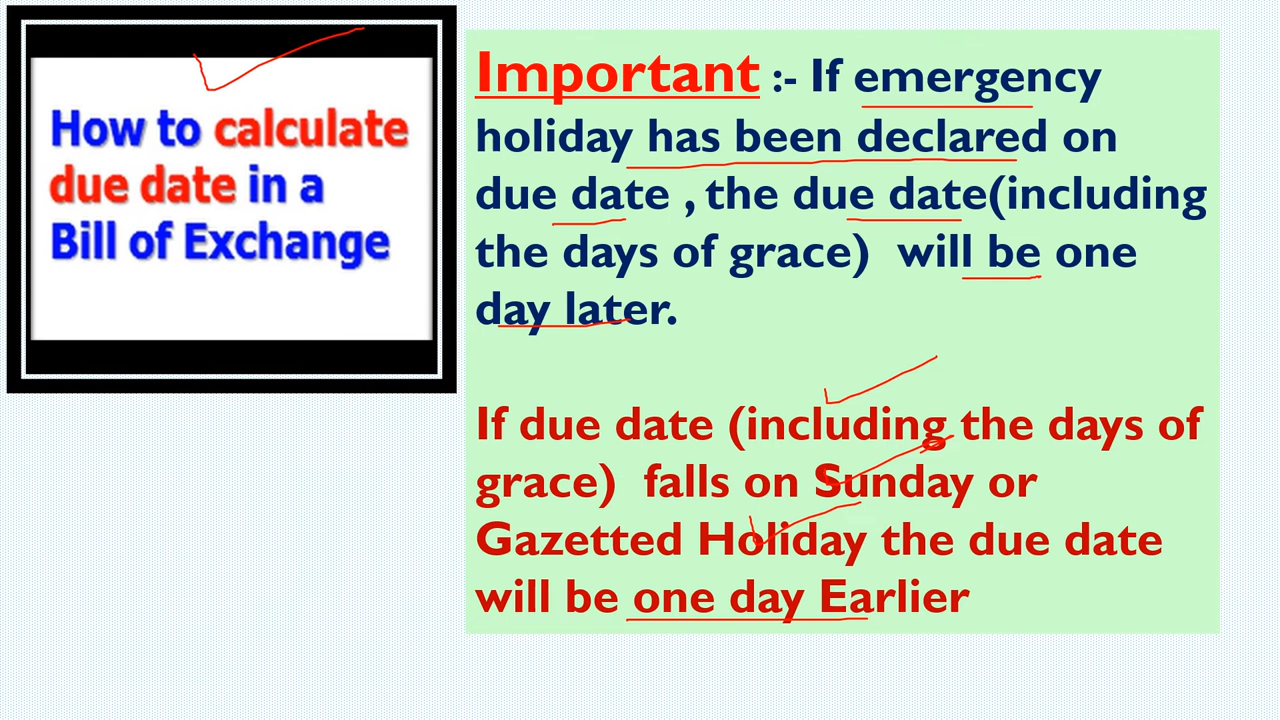 How to calculate
due date in a
Bill of Exchange
Important :- If emergency
holiday has been declared on
due date , the due date(including
the days of grace)  will be one
day later.
If due date (including the days of
grace)  falls on Sunday or
Gazetted Holiday the due date
will be one day Earlier